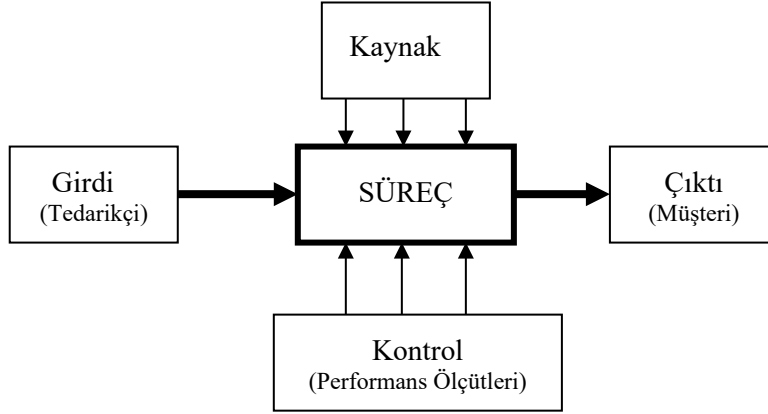 Kaynak
Girdi
(Tedarikçi)
SÜREÇ
Çıktı
(Müşteri)
Kontrol
(Performans Ölçütleri)